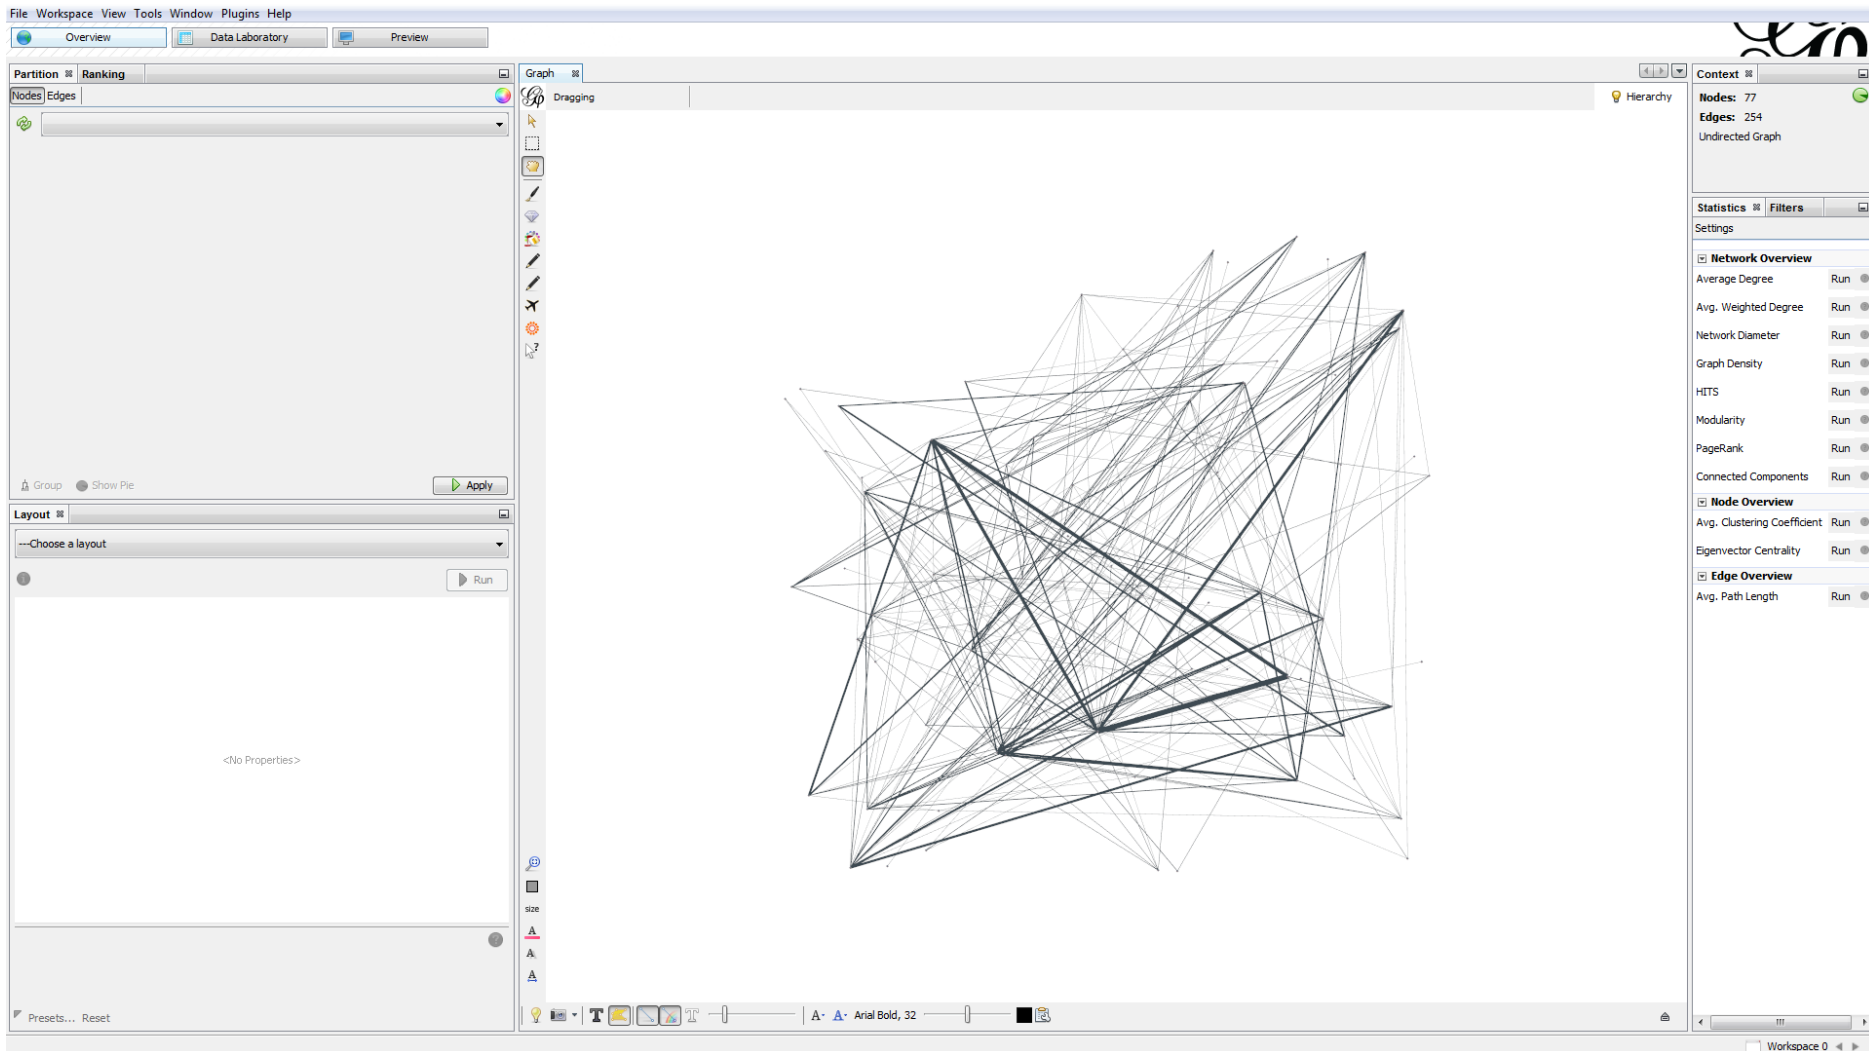 File Workspace View Tools Window Plugins Help
Overview
Data Laboratory
Preview
Partition
Ranking
Nodes Edges
Group
Show Pie
Apply
Layout
---Choose a layout
Run
<No Properties>
Presets... Reset
Graph
Dragging
Hierarchy
size
Arial Bold, 32
Context
Nodes: 77
Edges: 254
Undirected Graph
Statistics
Filters
Settings
Network Overview
Average Degree Run
Avg. Weighted Degree Run
Network Diameter Run
Graph Density Run
HITS Run
Modularity Run
PageRank Run
Connected Components Run
Node Overview
Avg. Clustering Coefficient Run
Eigenvector Centrality Run
Edge Overview
Avg. Path Length Run
Workspace 0